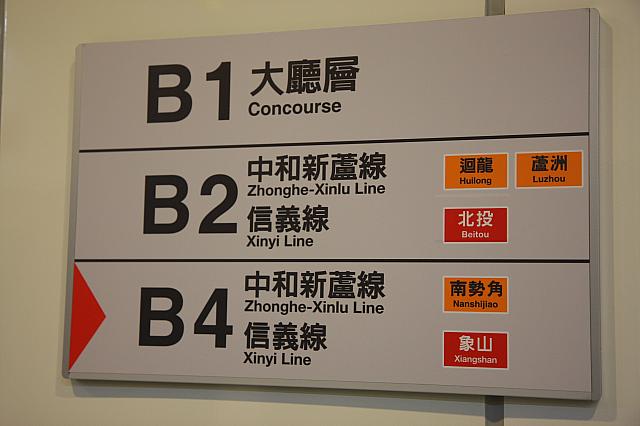 B1 大廳層
Concourse
B2 中和新蘆線 迴龍 蘆洲
Zhonghe-Xinlu Line Huilong Luzhou
信義線 北投
Xinyi Line Beitou
B4 中和新蘆線 南勢角
Zhonghe-Xinlu Line Nanshijiao
信義線 象山
Xinyi Line Xiangshan